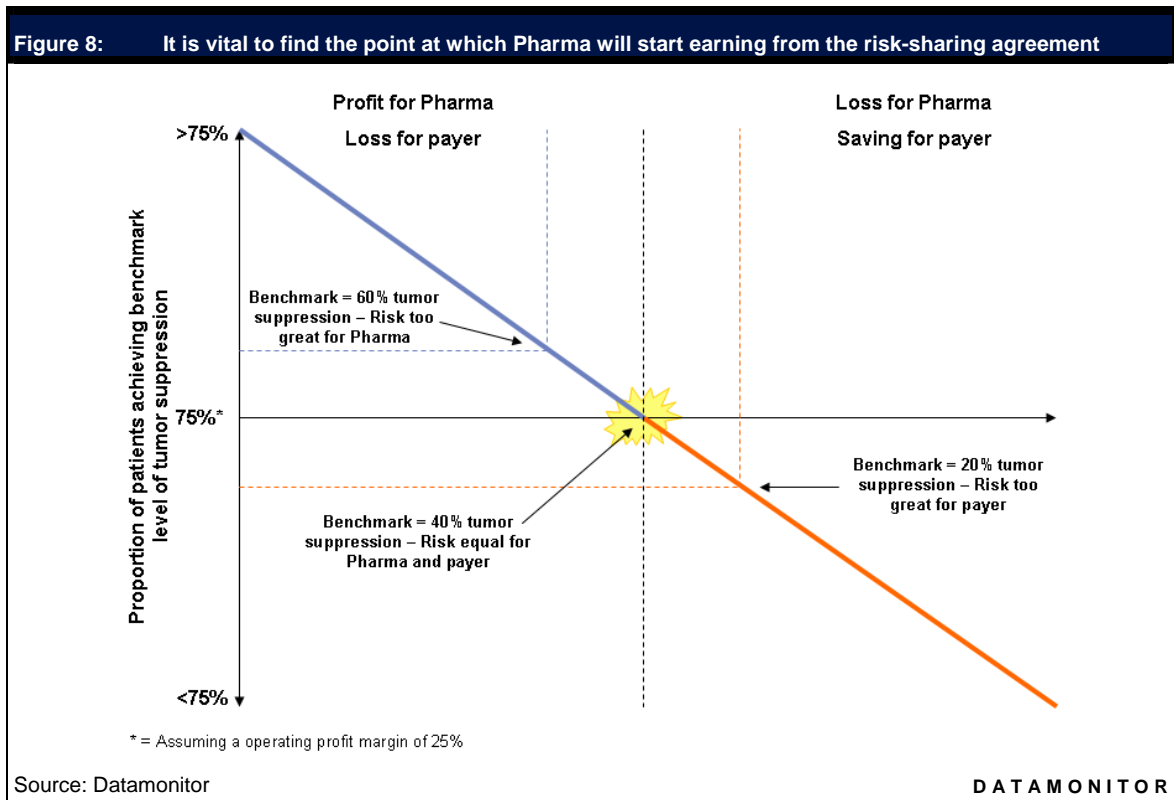 Figure 8: It is vital to find the point at which Pharma will start earning from the risk-sharing agreement
Profit for Pharma
Loss for payer
Loss for Pharma
Saving for payer
>75%
Proportion of patients achieving benchmark
level of tumor suppression
Benchmark = 60% tumor
suppression – Risk too
great for Pharma
75%*
Benchmark = 20% tumor
suppression – Risk too
great for payer
Benchmark = 40% tumor
suppression – Risk equal for
Pharma and payer
<75%
* = Assuming a operating profit margin of 25%
Source: Datamonitor
DATAMONITOR